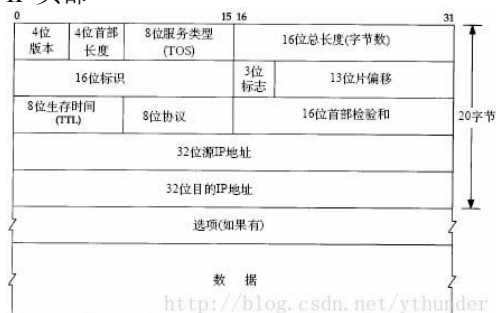 0 15 16 31
4位版本 4位首部长度 8位服务类型(TOS) 16位总长度(字节数)
16位标识 3位标志 13位片偏移
8位生存时间(TTL) 8位协议 16位首部检验和 20字节
32位源IP地址
32位目的IP地址
选项(如果有)
数 据
http://blog.csdn.net/ythunder